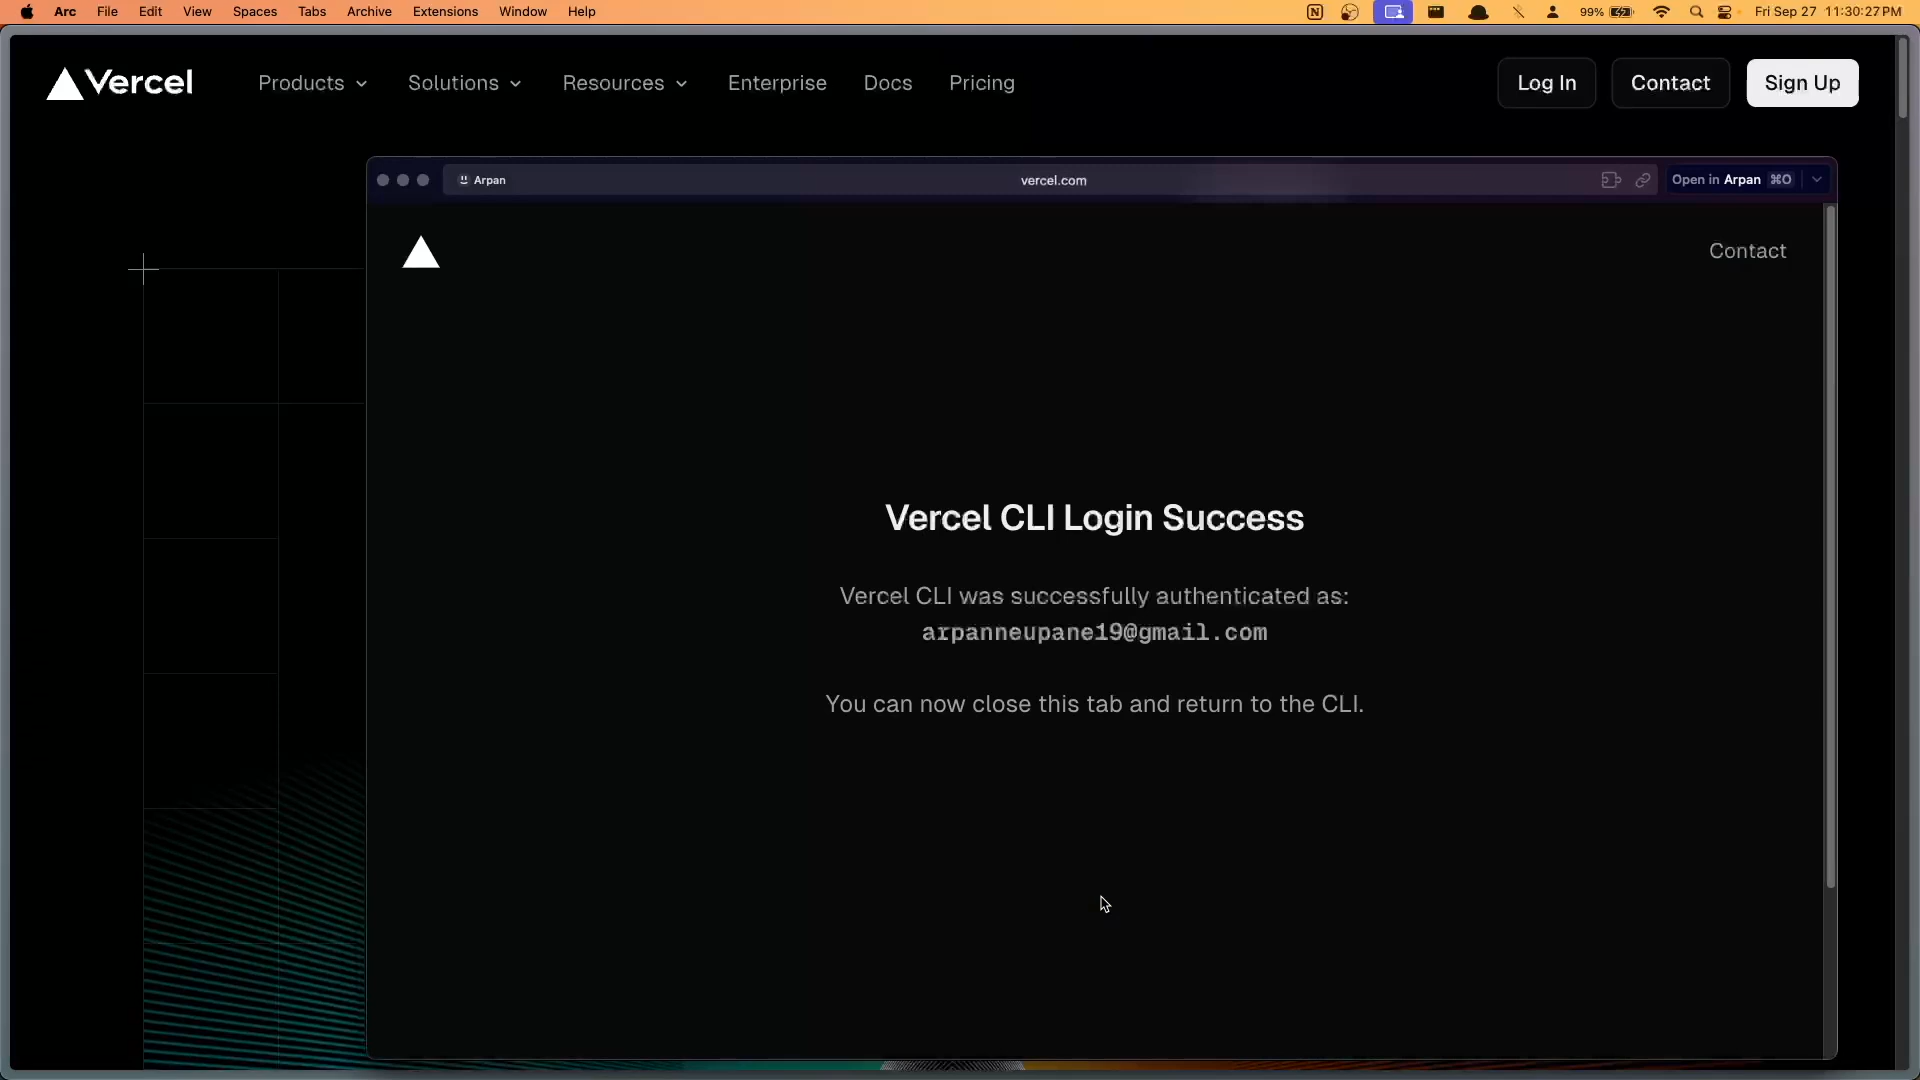 Arc File Edit View Spaces Tabs Archive Extensions Window Help 99% Fri Sep 27 11:30:27 PM
Vercel Products Solutions Resources Enterprise Docs Pricing Log In Contact Sign Up
Arpan vercel.com Open in Arpan ⌘O
Contact
Vercel CLI Login Success
Vercel CLI was successfully authenticated as:
arpanneupane19@gmail.com
You can now close this tab and return to the CLI.